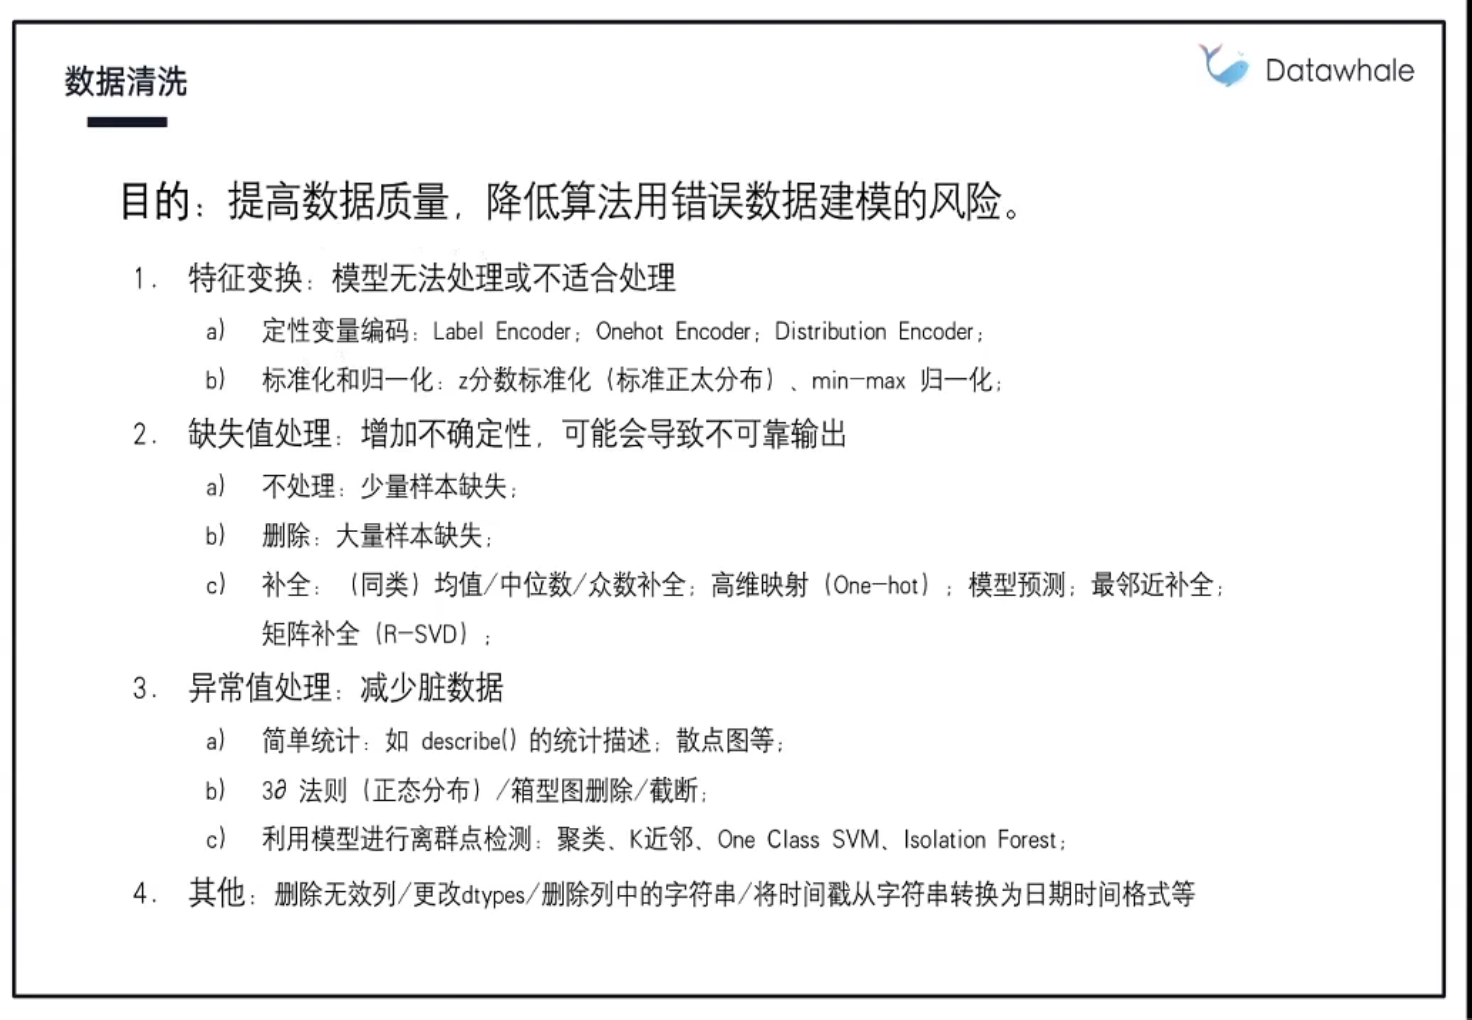 数据清洗
Datawhale
目的：提高数据质量，降低算法用错误数据建模的风险。
1. 特征变换：模型无法处理或不适合处理
a) 定性变量编码：Label Encoder；Onehot Encoder；Distribution Encoder；
b) 标准化和归一化：z分数标准化（标准正太分布）、min-max 归一化；
2. 缺失值处理：增加不确定性，可能会导致不可靠输出
a) 不处理：少量样本缺失；
b) 删除：大量样本缺失；
c) 补全：（同类）均值/中位数/众数补全；高维映射（One-hot）；模型预测；最邻近补全；
矩阵补全（R-SVD）；
3. 异常值处理：减少脏数据
a) 简单统计：如 describe() 的统计描述；散点图等；
b) 3∂ 法则（正态分布）/箱型图删除/截断；
c) 利用模型进行离群点检测：聚类、K近邻、One Class SVM、Isolation Forest；
4. 其他：删除无效列/更改dtypes/删除列中的字符串/将时间戳从字符串转换为日期时间格式等